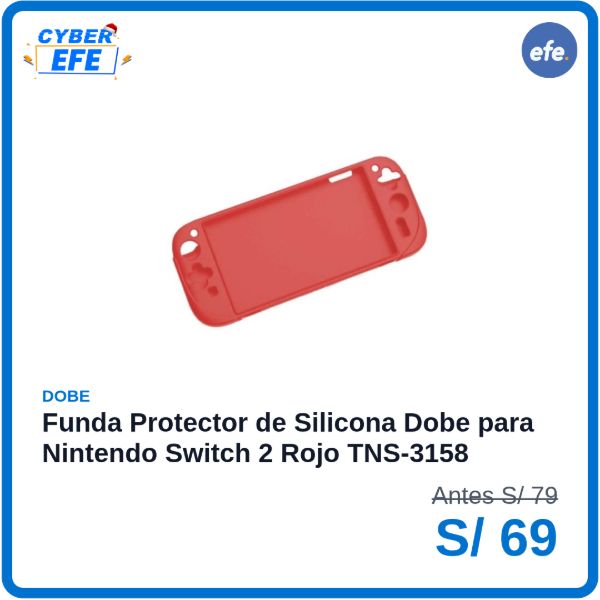 CYBER
EFE
efe.
DOBE
Funda Protector de Silicona Dobe para
Nintendo Switch 2 Rojo TNS-3158
Antes S/ 79
S/ 69